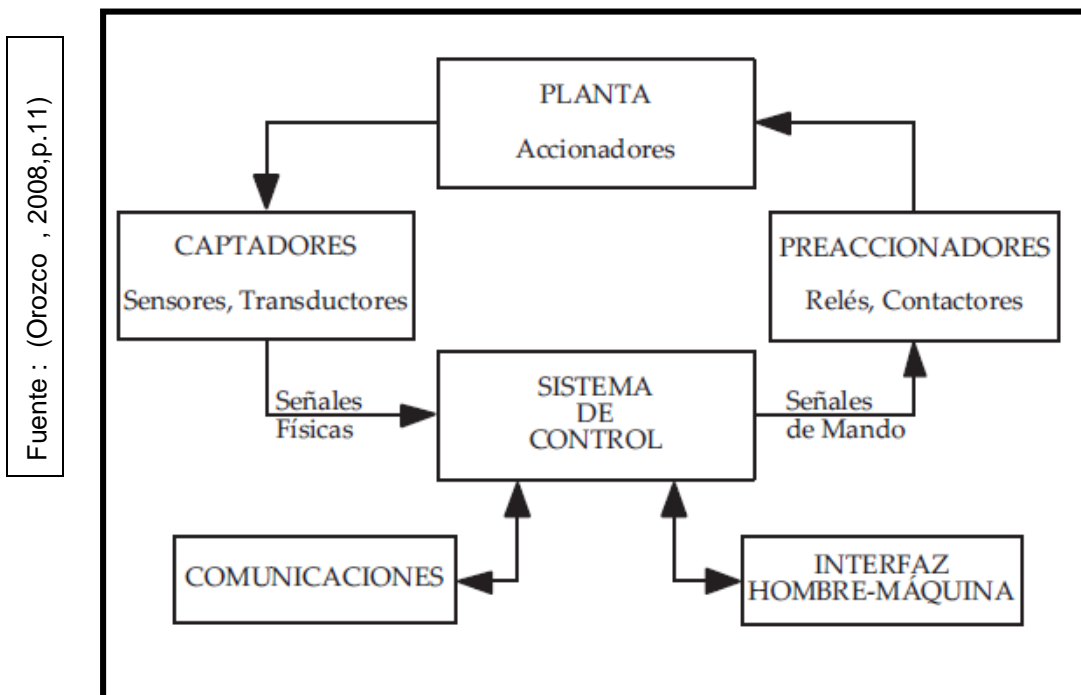 Fuente : (Orozco , 2008,p.11)
PLANTA
Accionadores
CAPTADORES
Sensores, Transductores
PREACCIONADORES
Relés, Contactores
SISTEMA
DE
CONTROL
Señales
Físicas
Señales
de Mando
COMUNICACIONES
INTERFAZ
HOMBRE-MÁQUINA